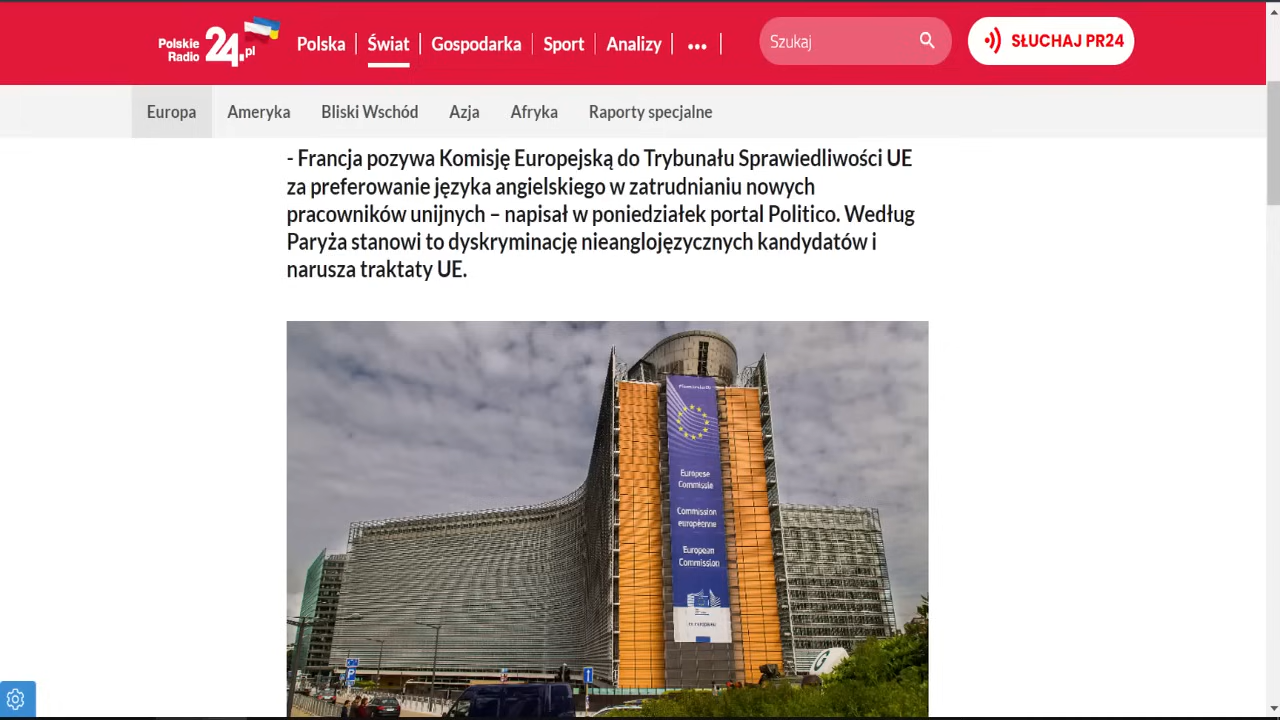 Polskie
Radio 24.pl
Polska
Świat
Gospodarka
Sport
Analizy
...
Szukaj
SŁUCHAJ PR24
Europa
Ameryka
Bliski Wschód
Azja
Afryka
Raporty specjalne
- Francja pozywa Komisję Europejską do Trybunału Sprawiedliwości UE
za preferowanie języka angielskiego w zatrudnianiu nowych
pracowników unijnych – napisał w poniedziałek portal Politico. Według
Paryża stanowi to dyskryminację nieanglojęzycznych kandydatów i
narusza traktaty UE.
Europese
Commissie
Commission
européenne
European
Commission
P